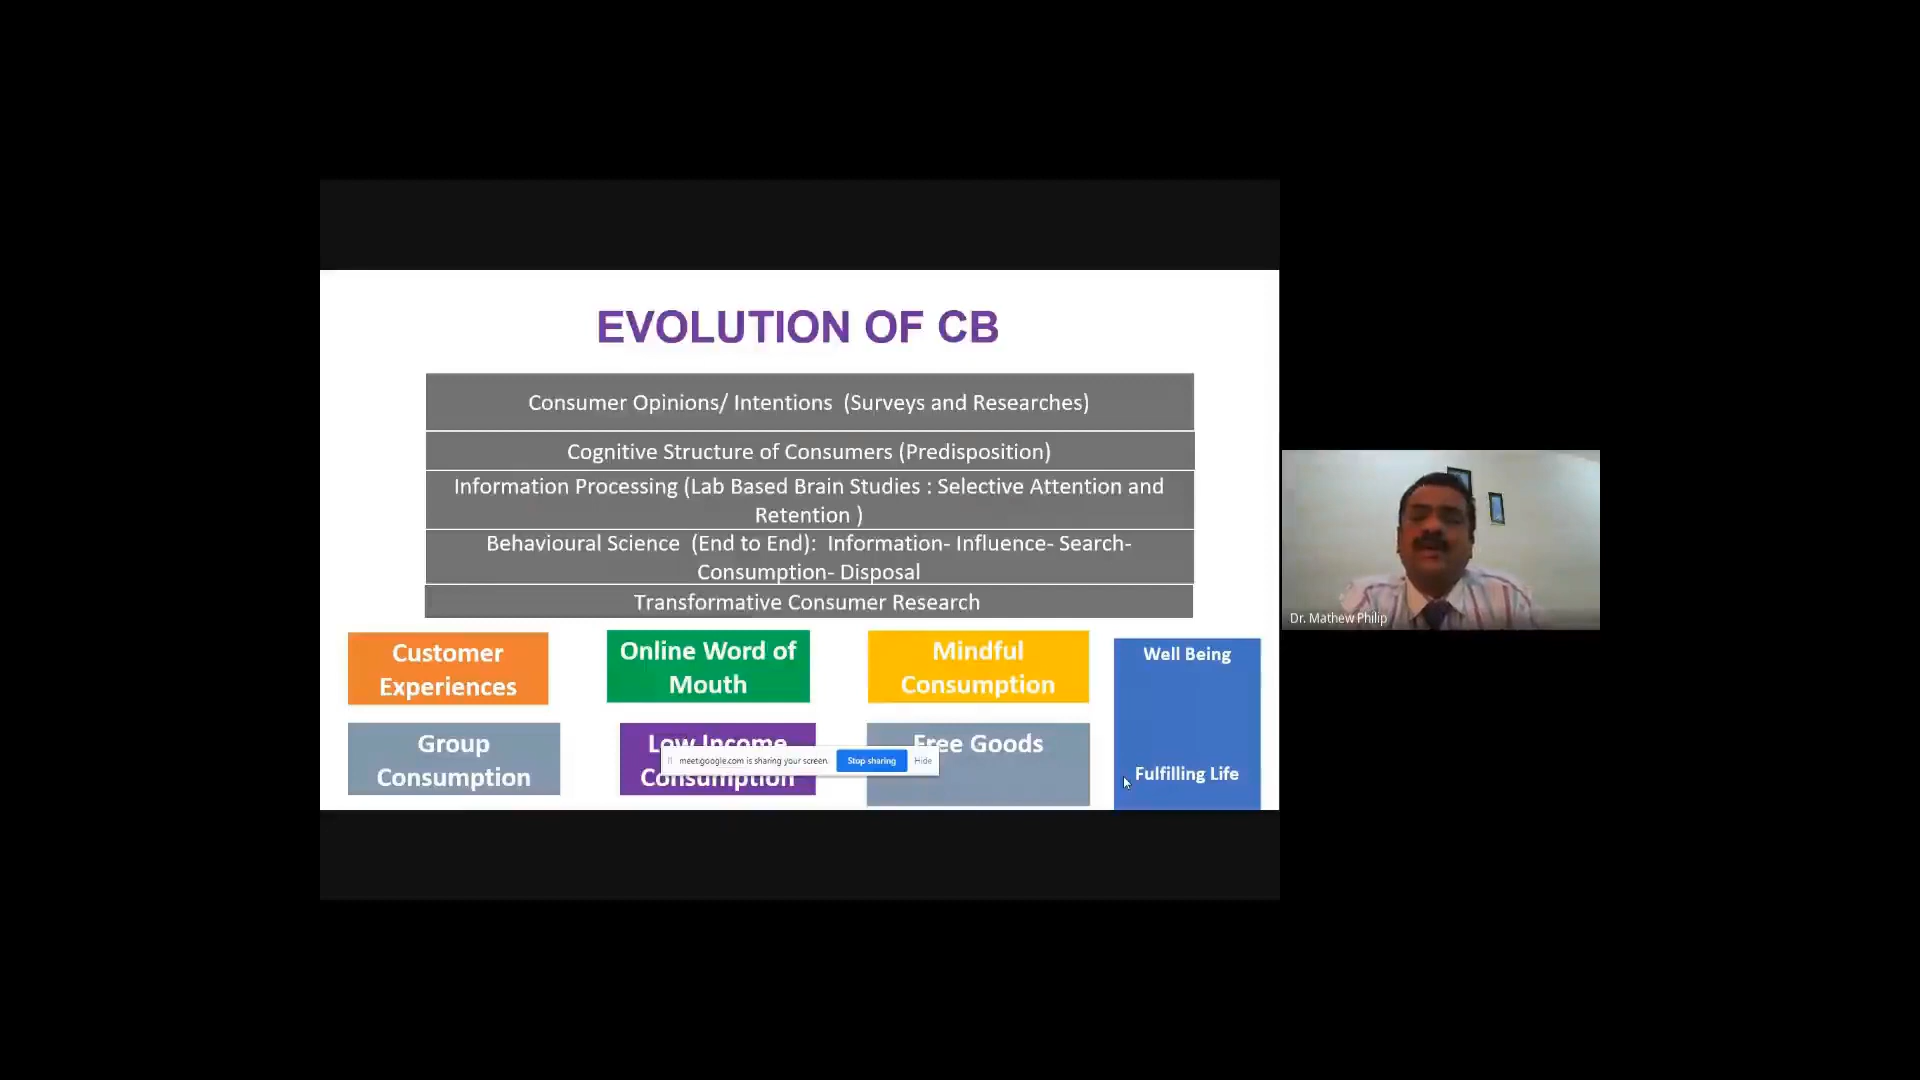 EVOLUTION OF CB
Consumer Opinions/ Intentions  (Surveys and Researches)
Cognitive Structure of Consumers (Predisposition)
Information Processing (Lab Based Brain Studies : Selective Attention and
Retention )
Behavioural Science  (End to End):  Information- Influence- Search-
Consumption- Disposal
Transformative Consumer Research
Customer
Experiences
Online Word of
Mouth
Mindful
Consumption
Well Being
Group
Consumption
Low Income
Consumption
Free Goods
Fulfilling Life
meet.google.com is sharing your screen.
Stop sharing
Hide
Dr. Mathew Philip